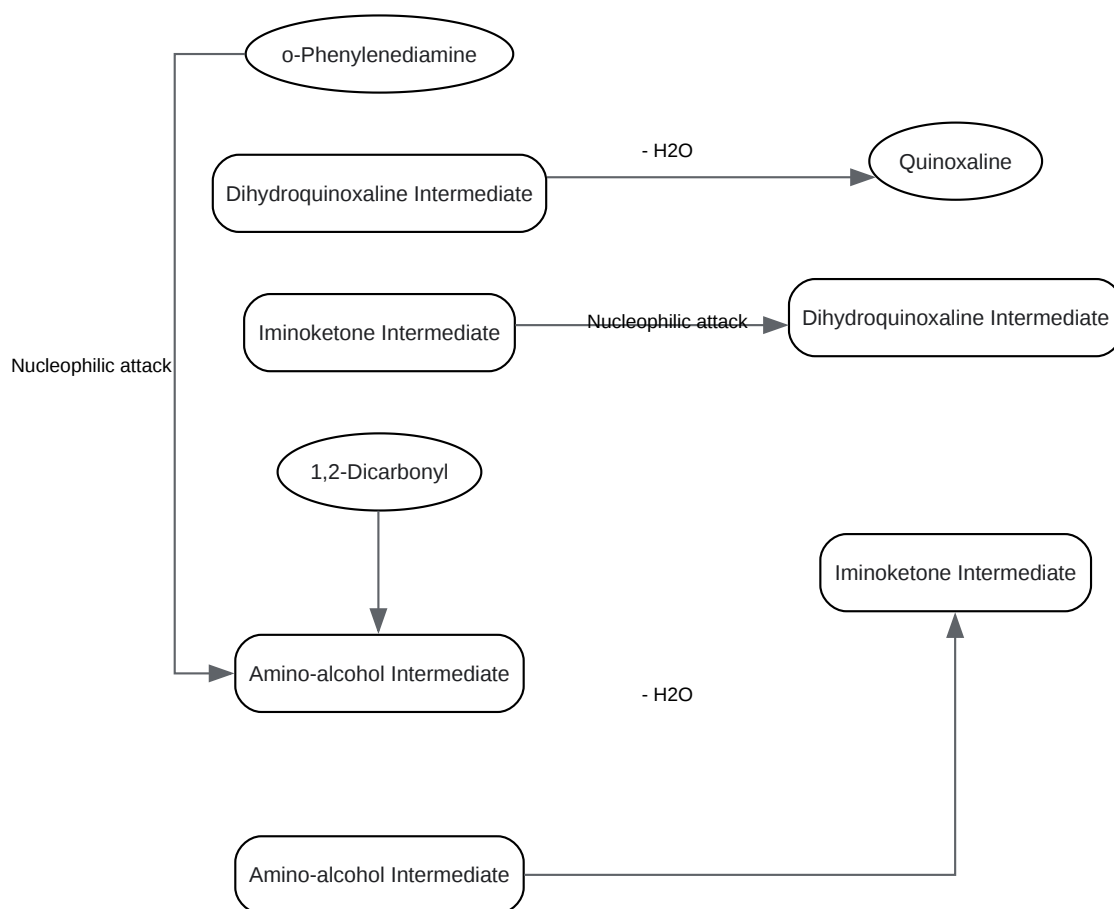 o-Phenylenediamine
- H2O
Quinoxaline
Dihydroquinoxaline Intermediate
Iminoketone Intermediate
Nucleophilic attack
Dihydroquinoxaline Intermediate
Nucleophilic attack
1,2-Dicarbonyl
Iminoketone Intermediate
Amino-alcohol Intermediate
- H2O
Amino-alcohol Intermediate